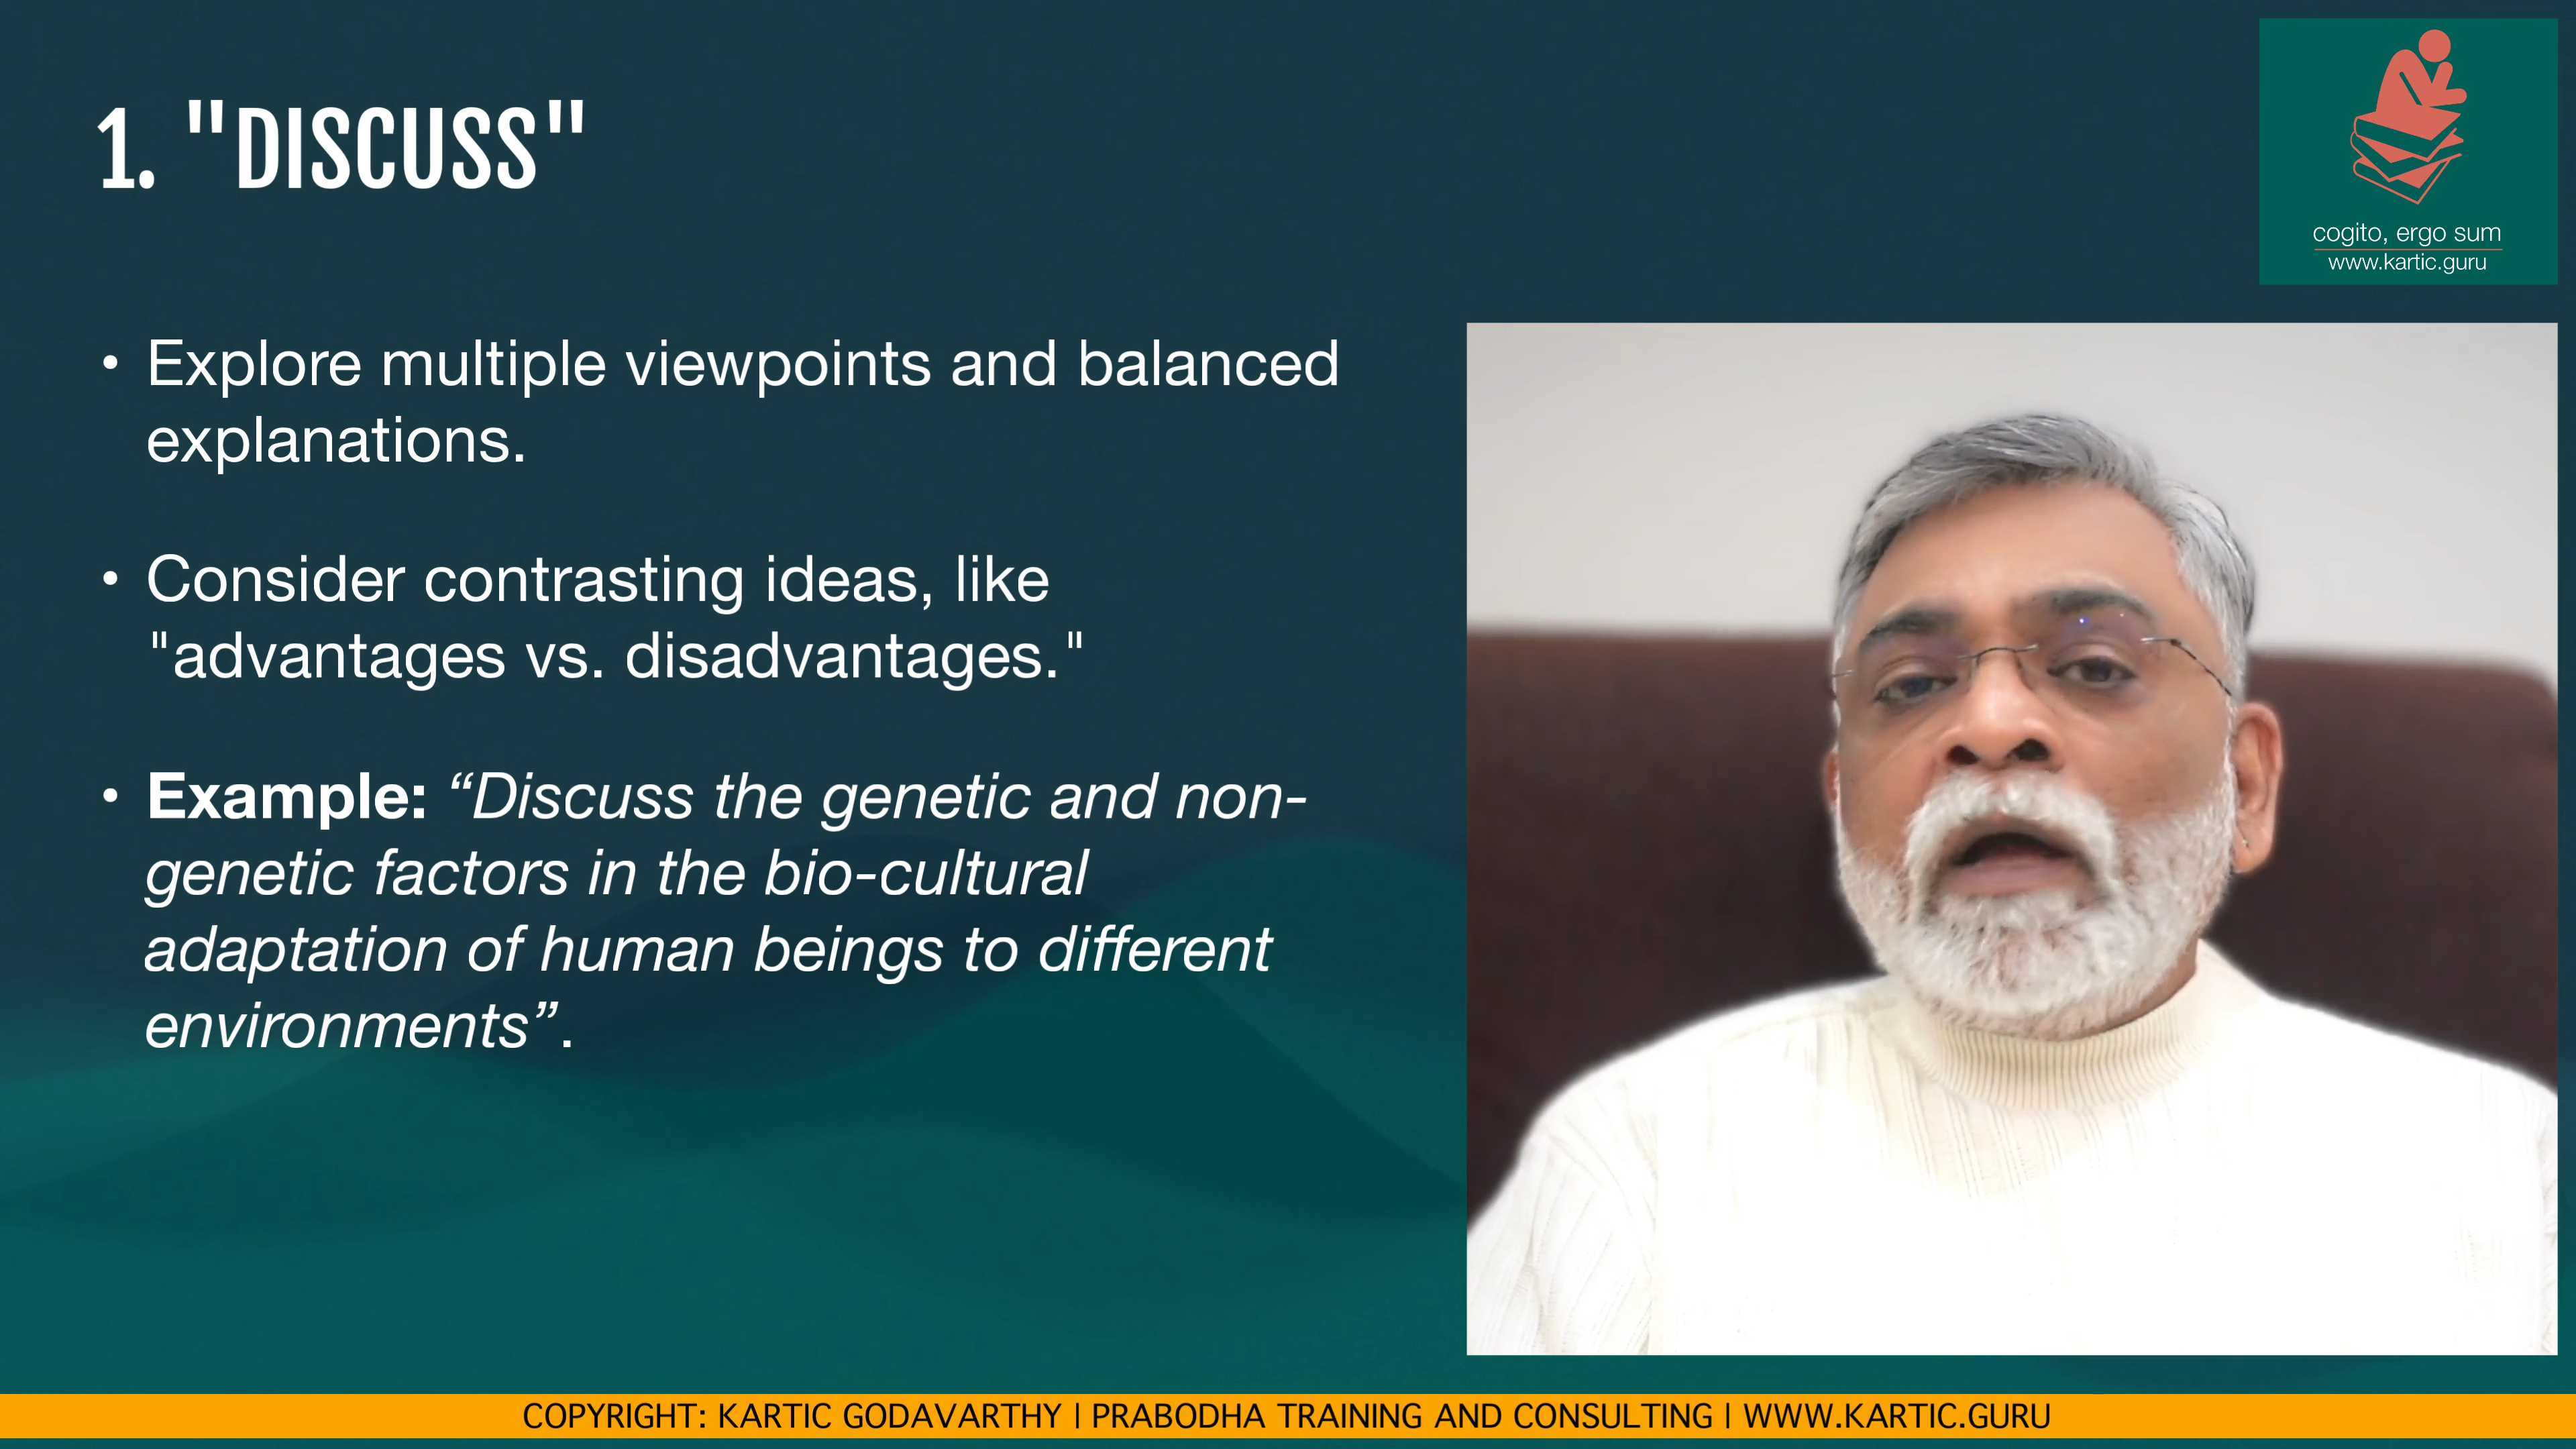 1. "DISCUSS"
cogito, ergo sum
www.kartic.guru
• Explore multiple viewpoints and balanced
explanations.
• Consider contrasting ideas, like
"advantages vs. disadvantages."
• Example: “Discuss the genetic and non-
genetic factors in the bio-cultural
adaptation of human beings to different
environments”.
COPYRIGHT: KARTIC GODAVARTHY | PRABODHA TRAINING AND CONSULTING | WWW.KARTIC.GURU